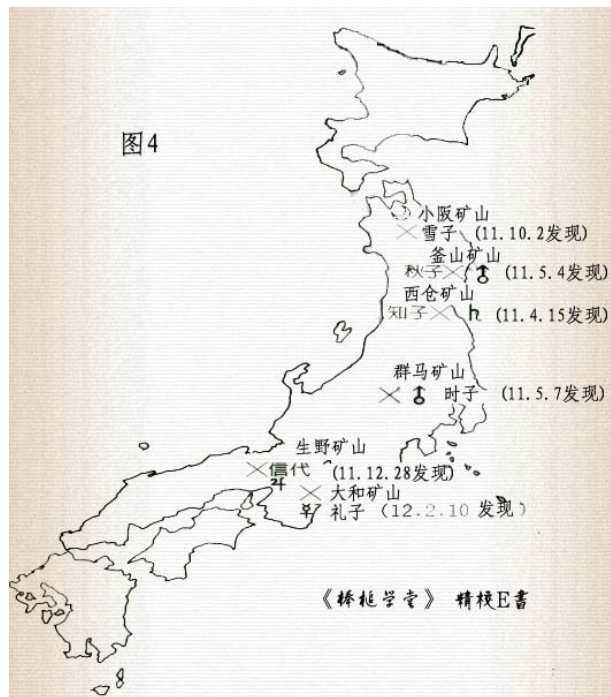 图4
小阪矿山
雪子 (11.10.2发现)
釜山矿山
秋子 (11.5.4发现)
西仓矿山
知子 (11.4.15发现)
群马矿山
时子 (11.5.7发现)
生野矿山
信代 (11.12.28发现)
大和矿山
礼子 (12.2.10 发现)
《棒槌学堂》 精校E書